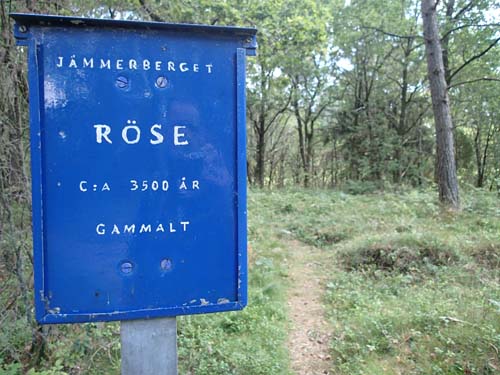 JÄMMERBERGET
RÖSE
C:A 3500 ÅR
GAMMALT